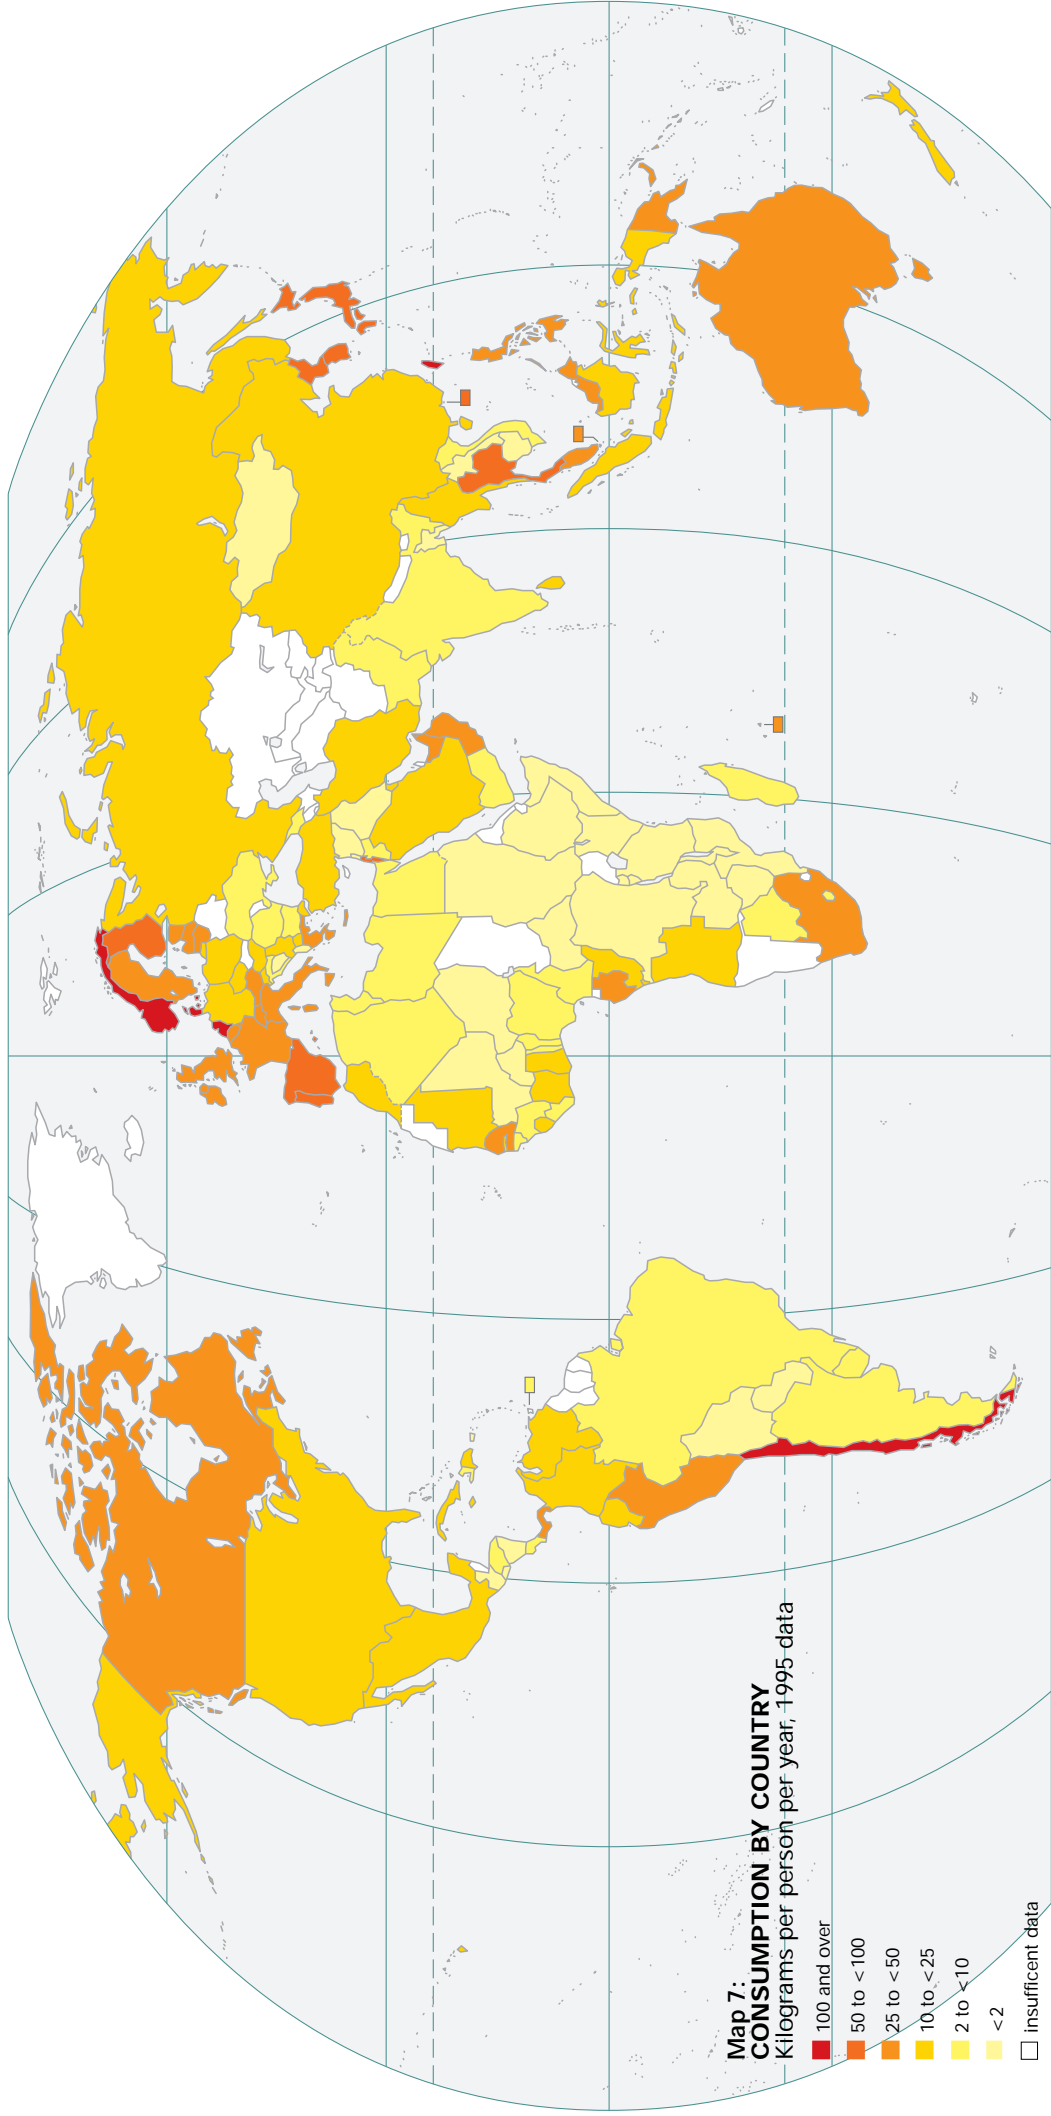 Map 7:
CONSUMPTION BY COUNTRY
Kilograms per person per year, 1995 data
100 and over
50 to <100
25 to <50
10 to <25
2 to <10
<2
insufficent data